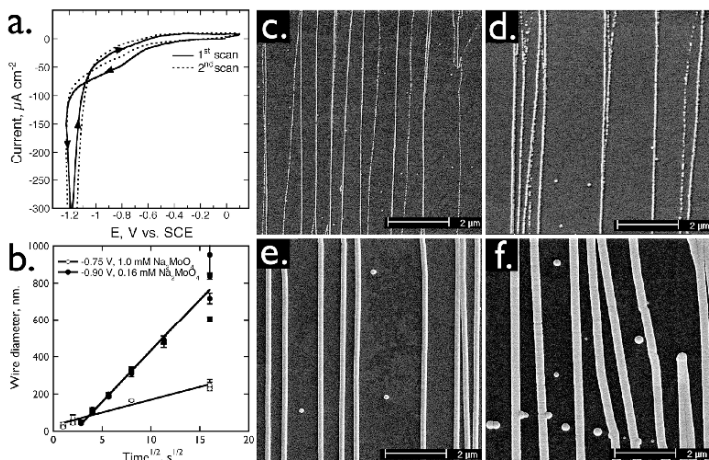 a.
Current, µA cm⁻²
0
-50
-100
-150
-200
-250
-300
1st scan
2nd scan
-1.2 -1.0 -0.8 -0.6 -0.4 -0.2 0
E, V vs. SCE
b.
Wire diameter, nm.
1000
800
600
400
200
0
-0.75 V, 1.0 mM Na2MoO4
-0.90 V, 0.16 mM Na2MoO4
0 5 10 15 20
Time^1/2, s^1/2
c.
2 µm
d.
2 µm
e.
2 µm
f.
2 µm